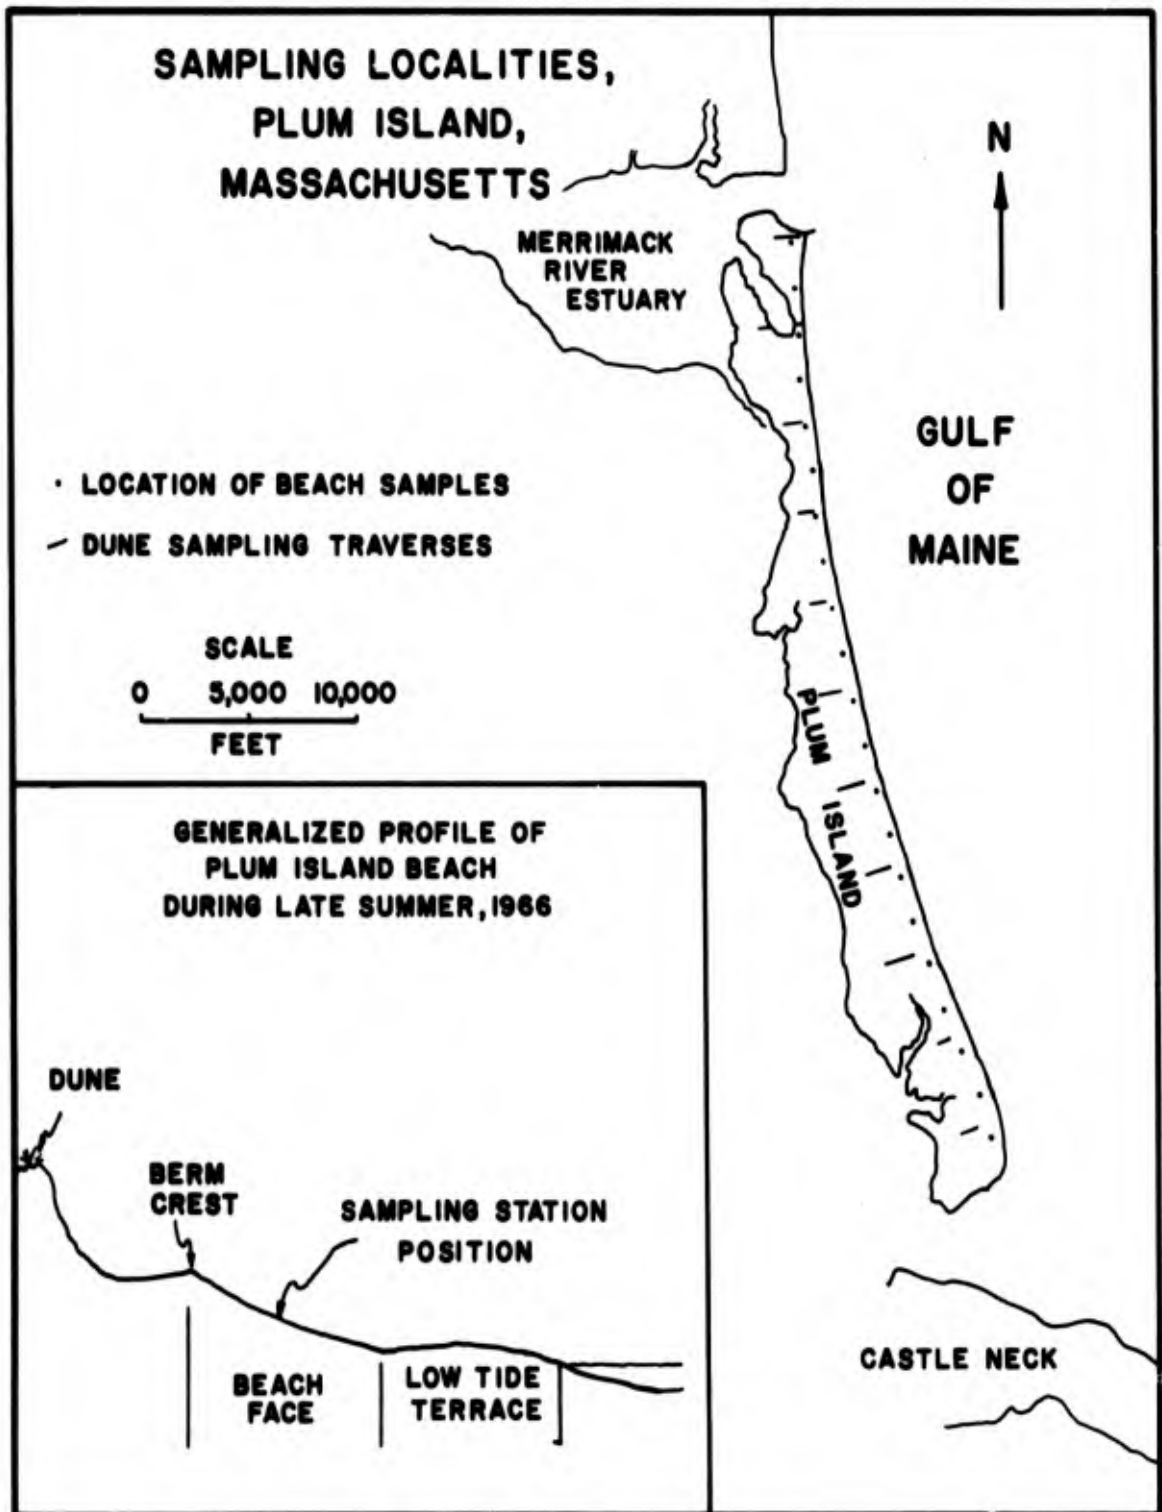 SAMPLING LOCALITIES,
PLUM ISLAND,
MASSACHUSETTS
N
MERRIMACK
RIVER
ESTUARY
GULF
OF
MAINE
· LOCATION OF BEACH SAMPLES
— DUNE SAMPLING TRAVERSES
SCALE
0 5,000 10,000
FEET
PLUM ISLAND
GENERALIZED PROFILE OF
PLUM ISLAND BEACH
DURING LATE SUMMER, 1966
DUNE
BERM
CREST
SAMPLING STATION
POSITION
BEACH
FACE
LOW TIDE
TERRACE
CASTLE NECK